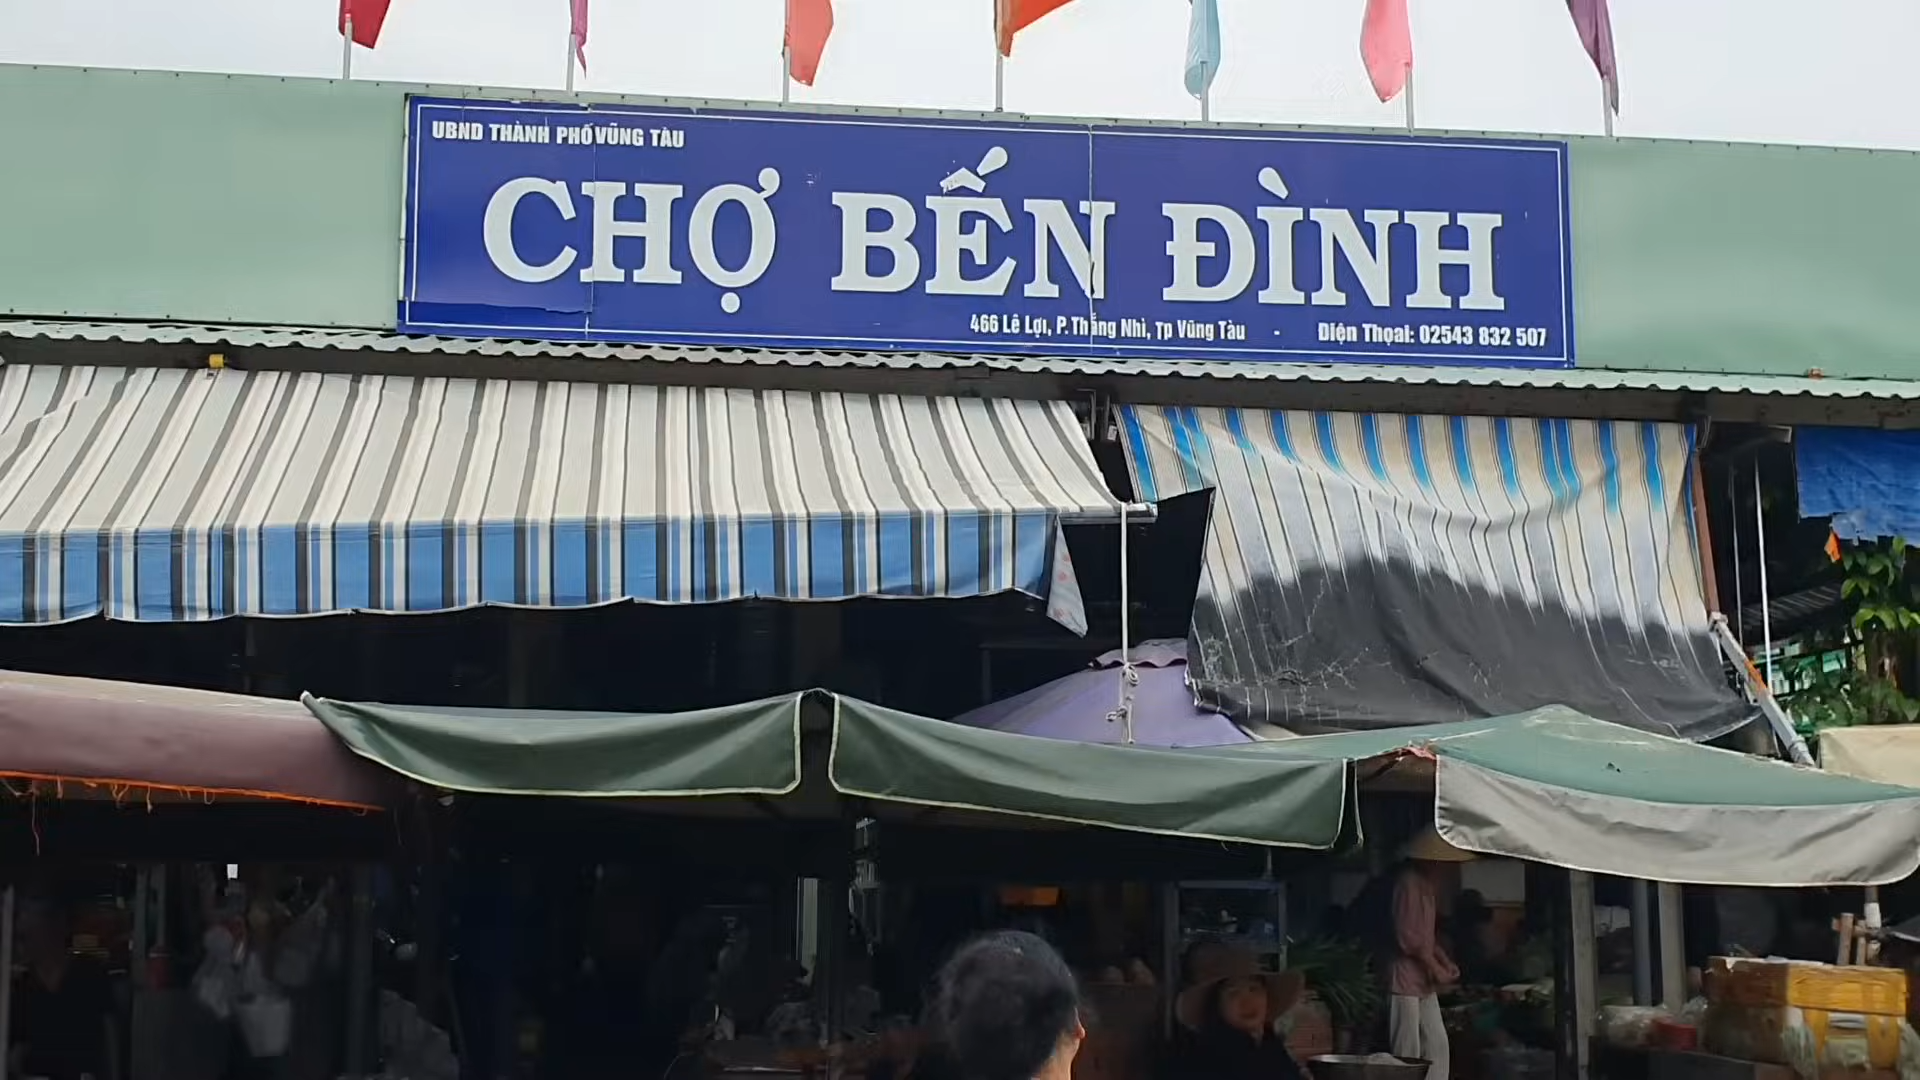 UBND THÀNH PHỐ VŨNG TÀU
CHỢ BẾN ĐÌNH
466 Lê Lợi, P. Thắng Nhì, Tp Vũng Tàu - Điện Thoại: 02543 832 507